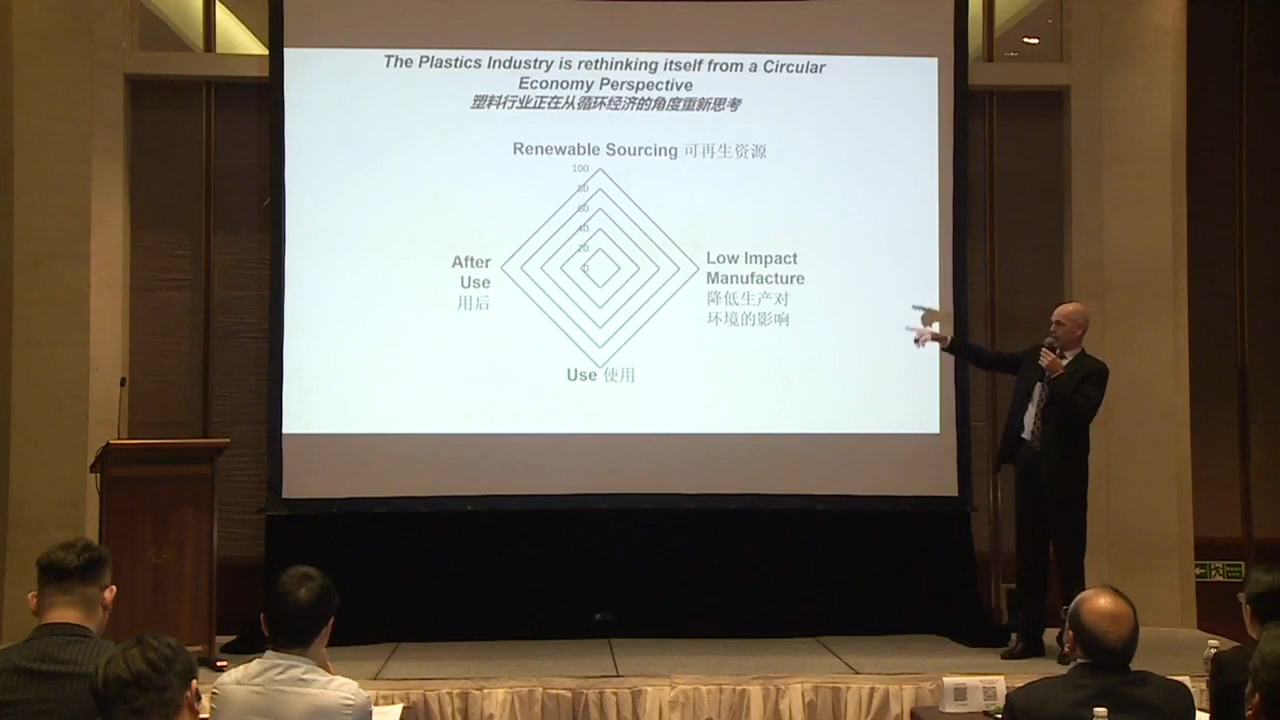 The Plastics Industry is rethinking itself from a Circular
Economy Perspective
塑料行业正在从循环经济的角度重新思考
Renewable Sourcing 可再生资源
100
80
60
40
20
0
After
Use
用后
Low Impact
Manufacture
降低生产对
环境的影响
Use 使用